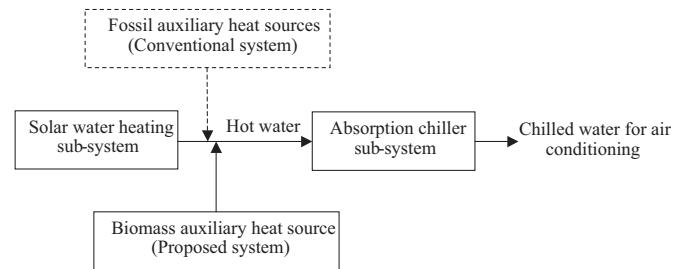 Fossil auxiliary heat sources
(Conventional system)
Solar water heating
sub-system
Hot water
Absorption chiller
sub-system
Chilled water for air
conditioning
Biomass auxiliary heat source
(Proposed system)